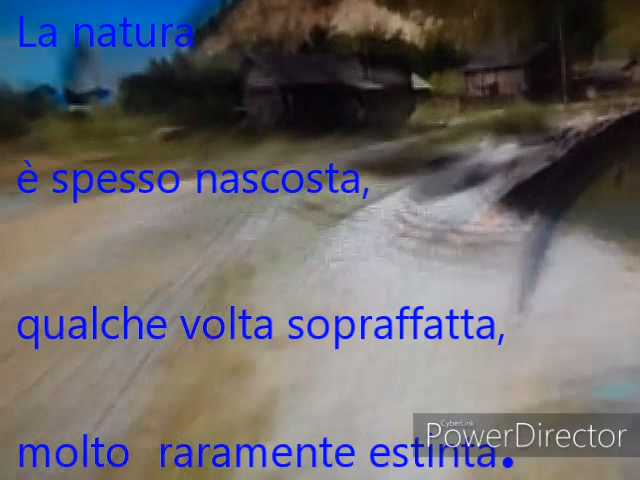 La natura
è spesso nascosta,
qualche volta sopraffatta,
molto  raramente estinta.
CyberLink
PowerDirector